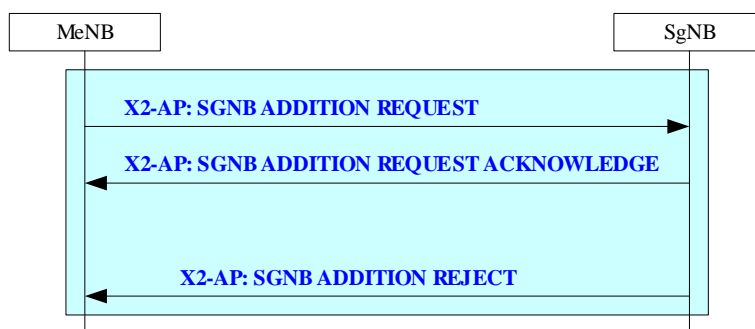 MeNB
SgNB
X2-AP: SGNB ADDITION REQUEST
X2-AP: SGNB ADDITION REQUEST ACKNOWLEDGE
X2-AP: SGNB ADDITION REJECT